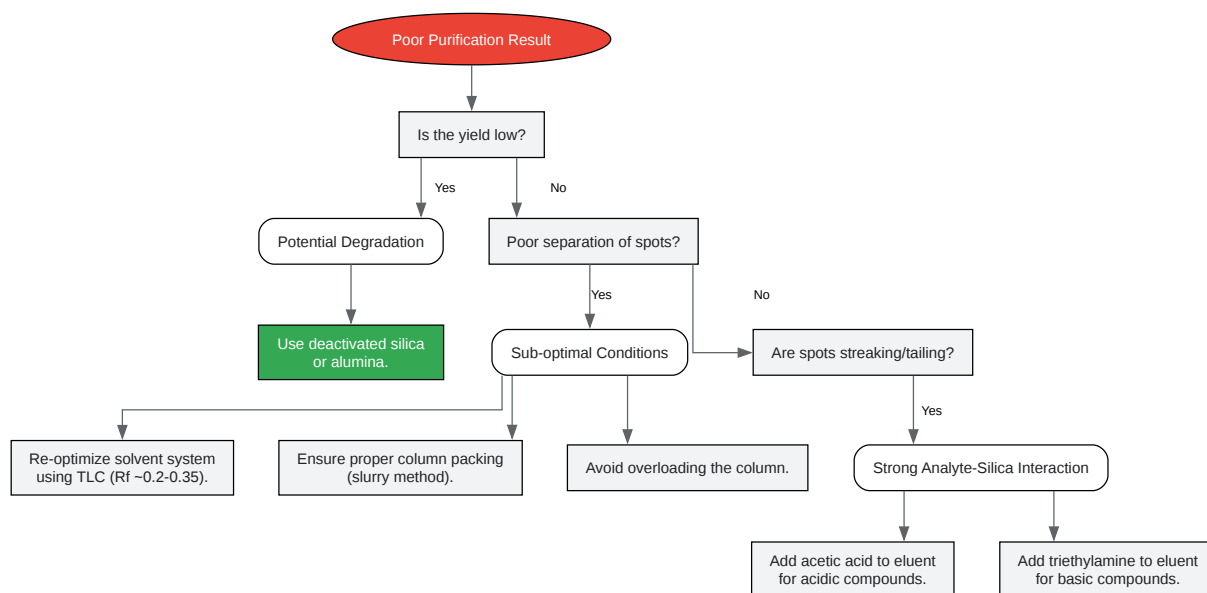 Poor Purification Result
Is the yield low?
Yes
No
Potential Degradation
Poor separation of spots?
Yes
No
Use deactivated silica
or alumina.
Sub-optimal Conditions
Are spots streaking/tailing?
Yes
Re-optimize solvent system
using TLC (Rf ~0.2-0.35).
Ensure proper column packing
(slurry method).
Avoid overloading the column.
Strong Analyte-Silica Interaction
Add acetic acid to eluent
for acidic compounds.
Add triethylamine to eluent
for basic compounds.